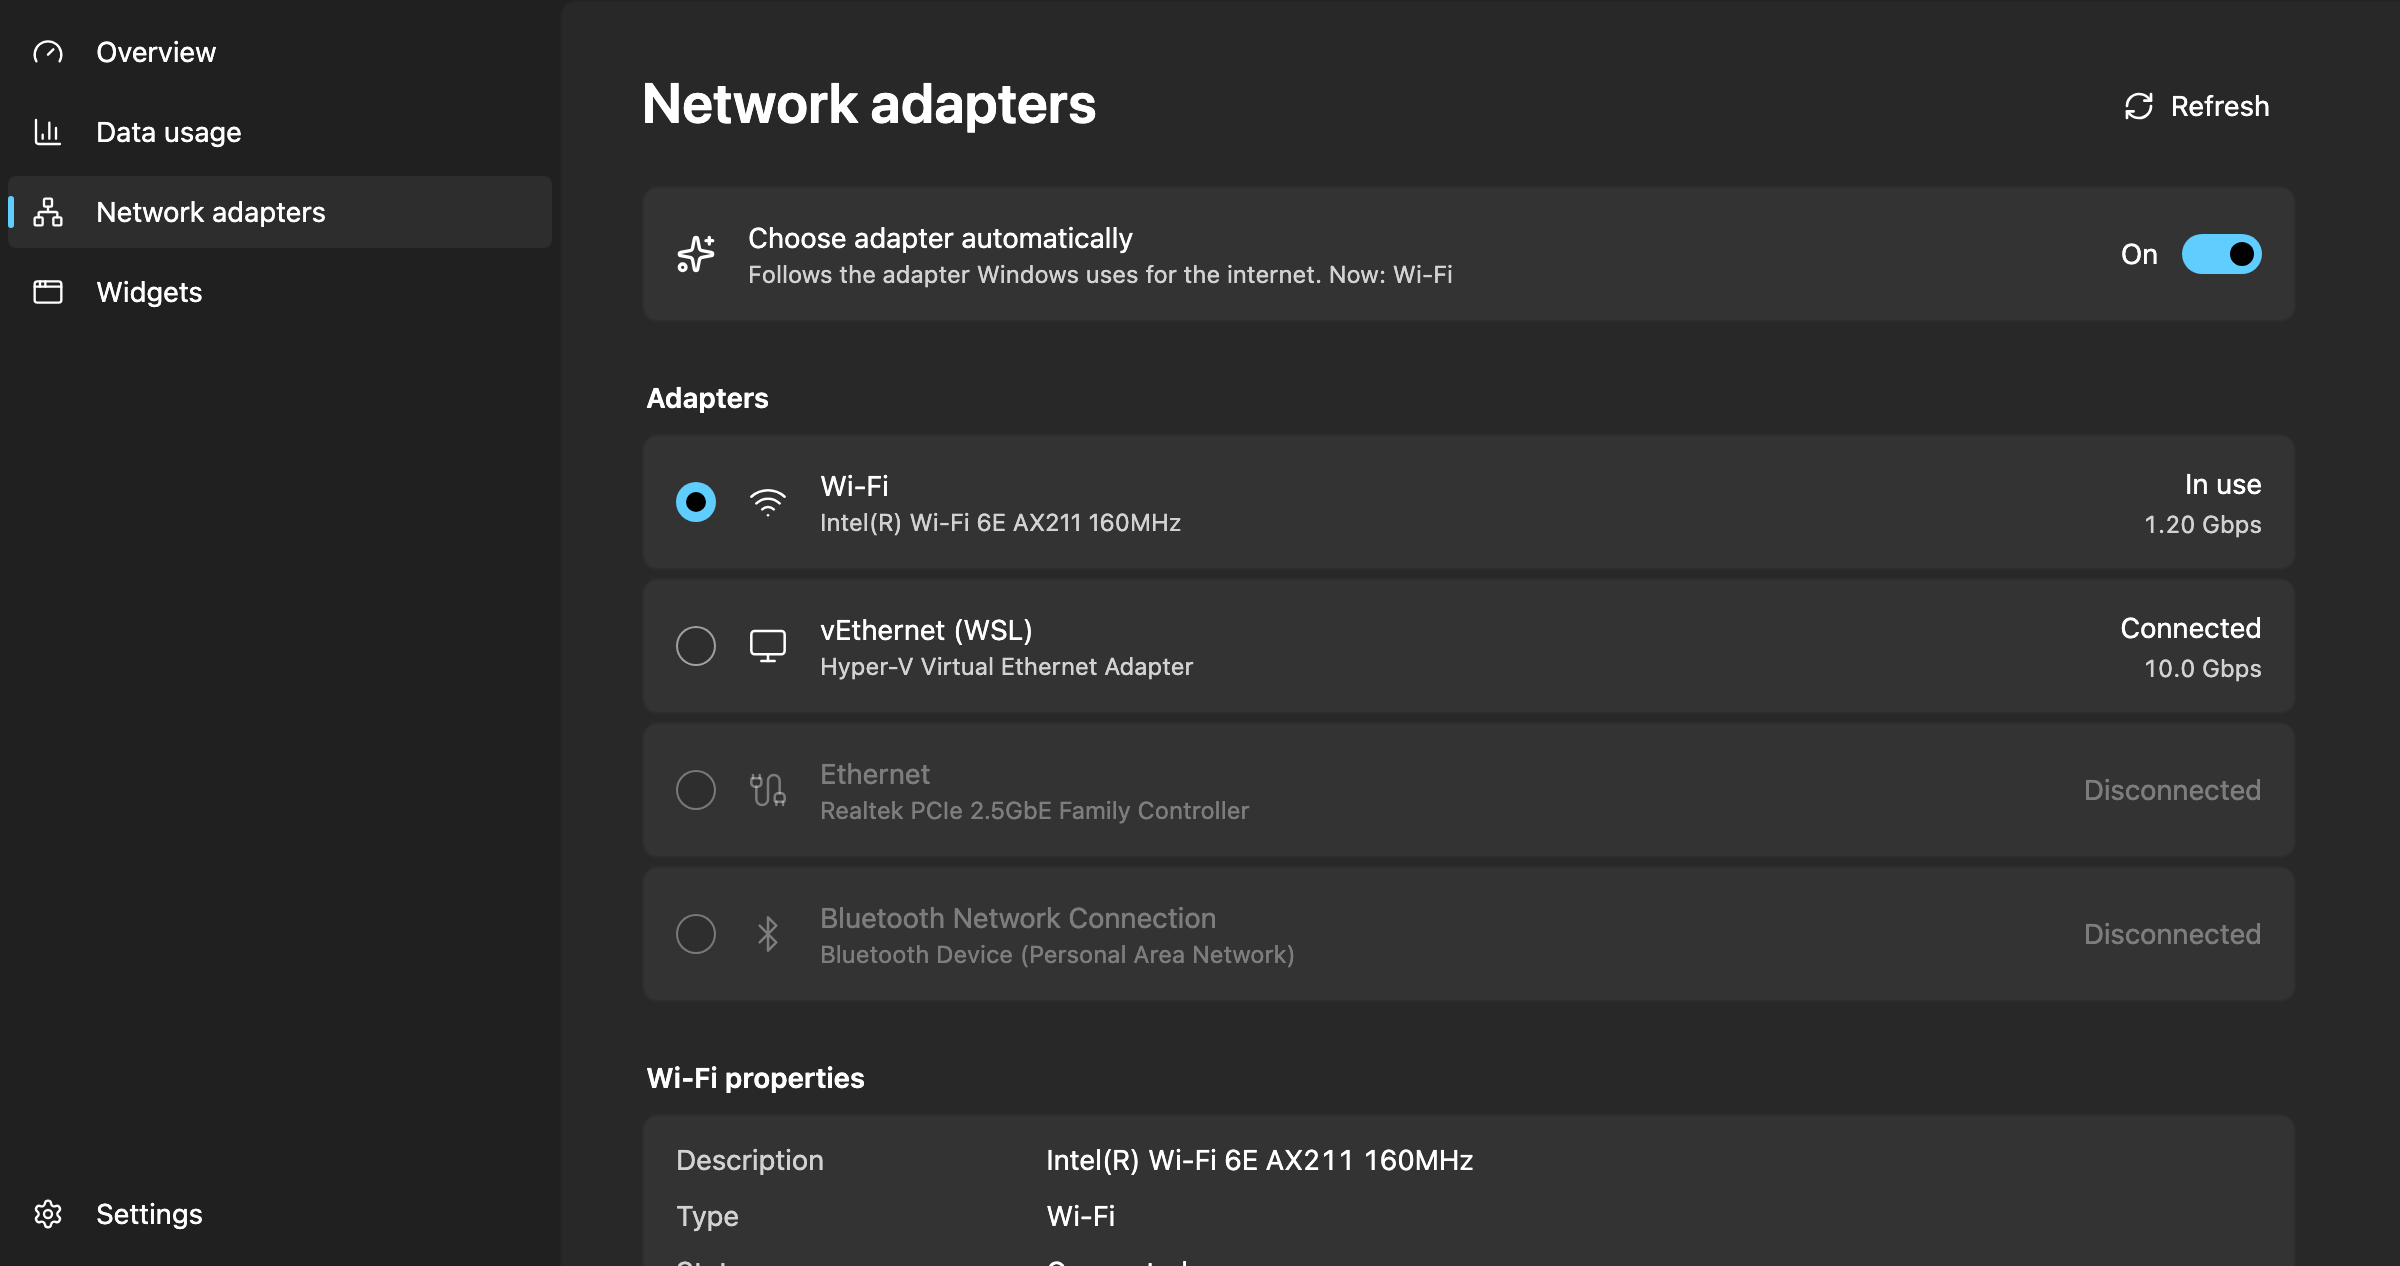 Overview
Data usage
Network adapters
Widgets
Settings
Network adapters
Refresh
Choose adapter automatically
Follows the adapter Windows uses for the internet. Now: Wi-Fi
On
Adapters
Wi-Fi
Intel(R) Wi-Fi 6E AX211 160MHz
In use
1.20 Gbps
vEthernet (WSL)
Hyper-V Virtual Ethernet Adapter
Connected
10.0 Gbps
Ethernet
Realtek PCIe 2.5GbE Family Controller
Disconnected
Bluetooth Network Connection
Bluetooth Device (Personal Area Network)
Disconnected
Wi-Fi properties
Description
Intel(R) Wi-Fi 6E AX211 160MHz
Type
Wi-Fi